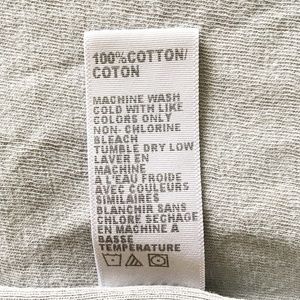 100%COTTON/
COTON
MACHINE WASH
COLD WITH LIKE
COLORS ONLY
NON- CHLORINE
BLEACH
TUMBLE DRY LOW
LAVER EN
MACHINE
A L'EAU FROIDE
AVEC COULEURS
SIMILAIRES
BLANCHIR SANS
CHLORE SECHAGE
EN MACHINE A
BASSE
TEMPERATURE